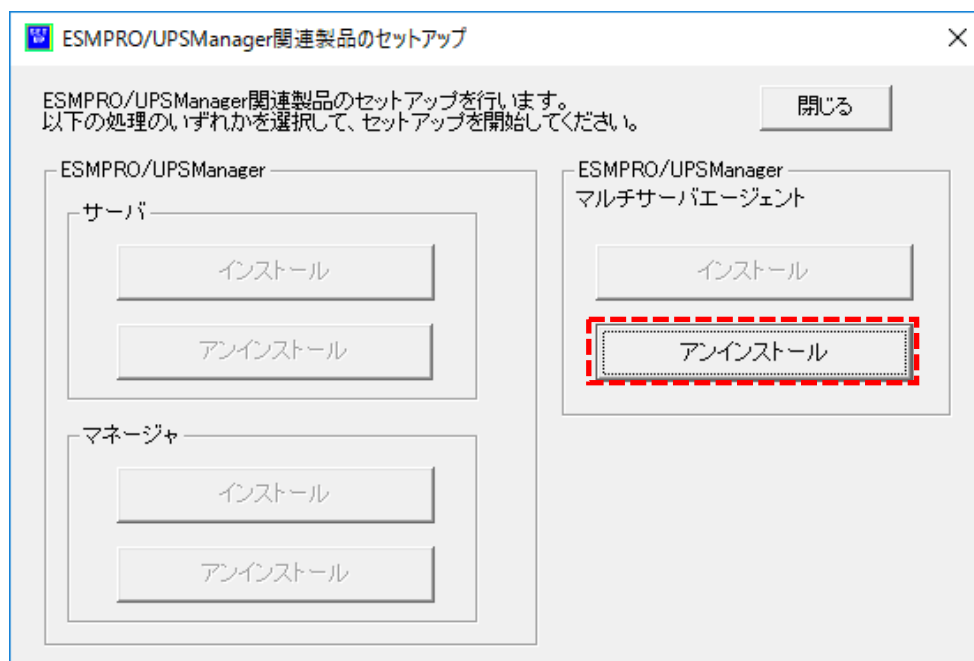 ESMPRO/UPSManager関連製品のセットアップ
ESMPRO/UPSManager関連製品のセットアップを行います。
以下の処理のいずれかを選択して、セットアップを開始してください。
閉じる
ESMPRO/UPSManager
サーバ
インストール
アンインストール
マネージャ
インストール
アンインストール
ESMPRO/UPSManager
マルチサーバエージェント
インストール
アンインストール